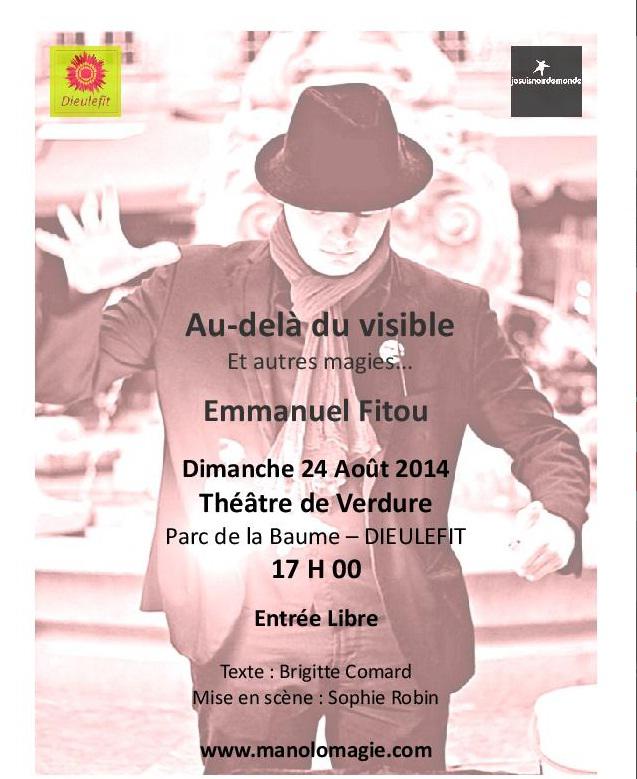 Dieulefit
jesuisnoirdemonde
Au-delà du visible
Et autres magies...
Emmanuel Fitou
Dimanche 24 Août 2014
Théâtre de Verdure
Parc de la Baume – DIEULEFIT
17 H 00
Entrée Libre
Texte : Brigitte Comard
Mise en scène : Sophie Robin
www.manolomagie.com